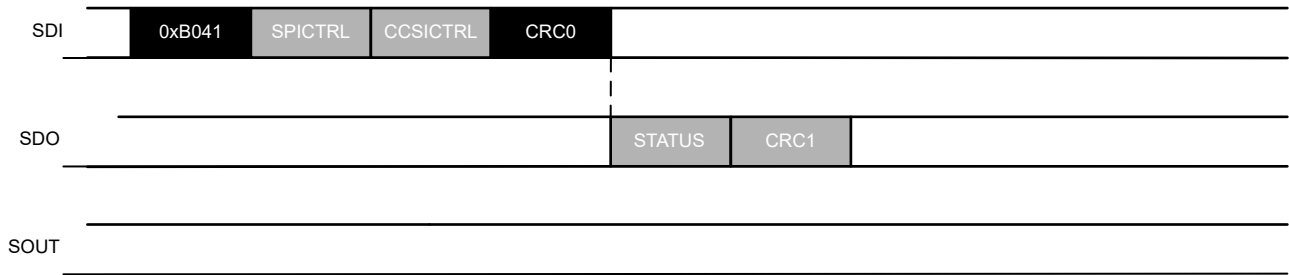 SDI 0xB041 SPICTRL CCSICTRL CRC0
SDO STATUS CRC1
SOUT